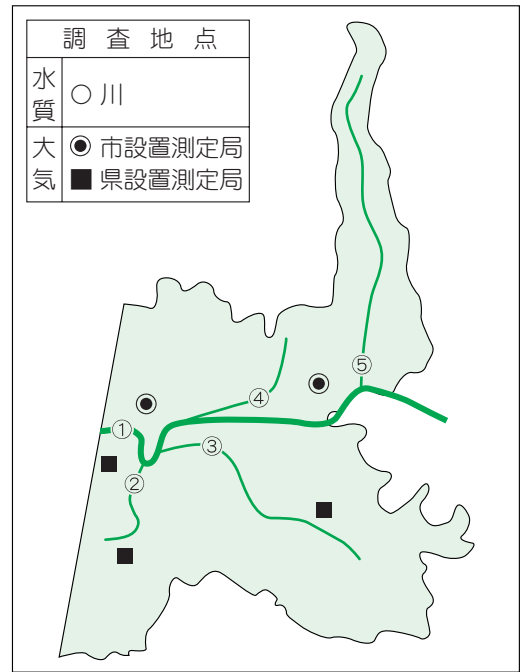 調査地点
水質 ○川
大気 ◉市設置測定局
■県設置測定局
⑤
④
①
③
②